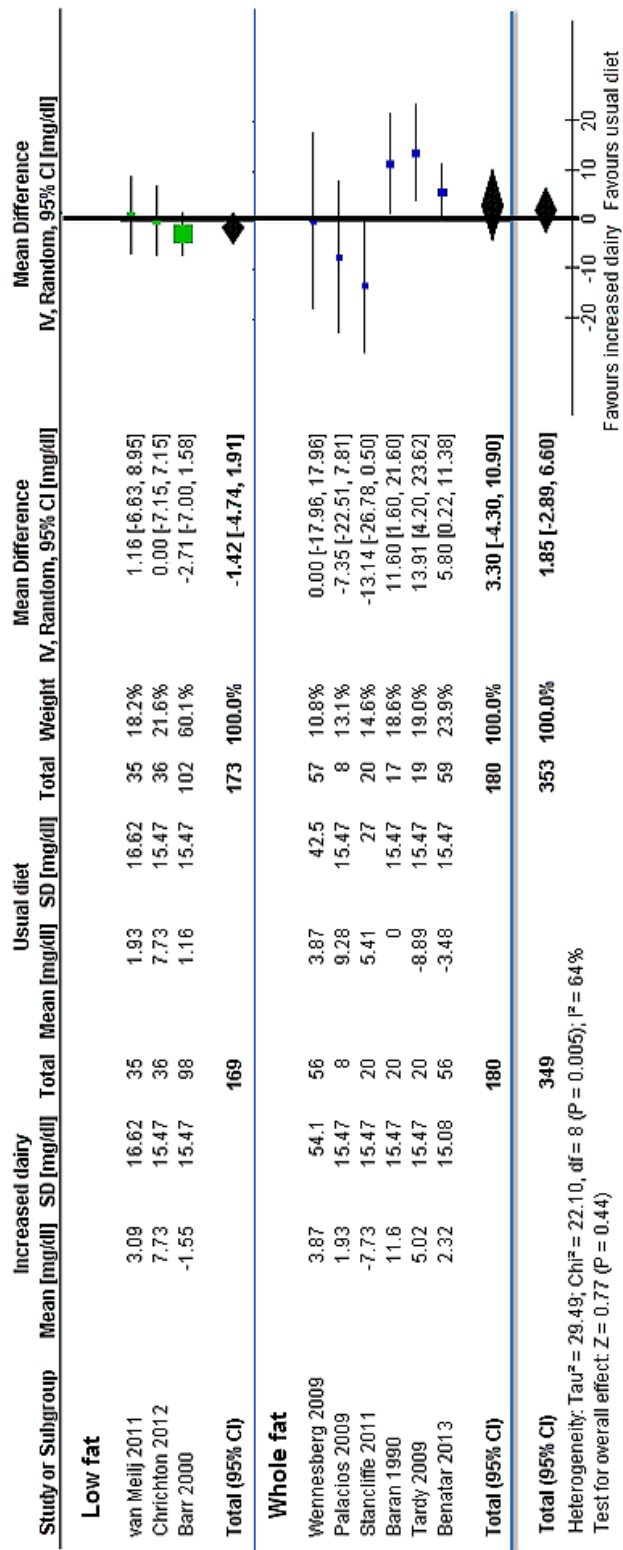 Increased dairy Usual diet Mean Difference Mean Difference
Study or Subgroup Mean [mg/dl] SD [mg/dl] Total Mean [mg/dl] SD [mg/dl] Total Weight IV, Random, 95% CI [mg/dl] IV, Random, 95% CI [mg/dl]
Low fat
van Meilj 2011 3.09 16.62 35 1.93 16.62 35 18.2% 1.16 [-6.63, 8.95]
Chrichton 2012 7.73 15.47 36 7.73 15.47 36 21.6% 0.00 [-7.15, 7.15]
Barr 2000 -1.55 15.47 98 1.16 15.47 102 60.1% -2.71 [-7.00, 1.58]
Total (95% CI) 169 173 100.0% -1.42 [-4.74, 1.91]
Whole fat
Wennesberg 2009 3.87 54.1 56 3.87 42.5 57 10.8% 0.00 [-17.96, 17.96]
Palacios 2009 1.93 15.47 8 9.28 15.47 8 13.1% -7.35 [-22.51, 7.81]
Stancliffe 2011 -7.73 15.47 20 5.41 27 20 14.6% -13.14 [-26.78, 0.50]
Baran 1990 11.6 15.47 20 0 15.47 17 18.6% 11.60 [1.60, 21.60]
Tardy 2009 5.02 15.47 20 -8.89 15.47 19 19.0% 13.91 [4.20, 23.62]
Benatar 2013 2.32 15.08 56 -3.48 15.47 59 23.9% 5.80 [0.22, 11.38]
Total (95% CI) 180 180 100.0% 3.30 [-4.30, 10.90]
Total (95% CI) 349 353 100.0% 1.85 [-2.89, 6.60]
Heterogeneity: Tau² = 29.49; Chi² = 22.10, df = 8 (P = 0.005); I² = 64%
Test for overall effect: Z = 0.77 (P = 0.44)
-20 -10 0 10 20
Favours increased dairy Favours usual diet